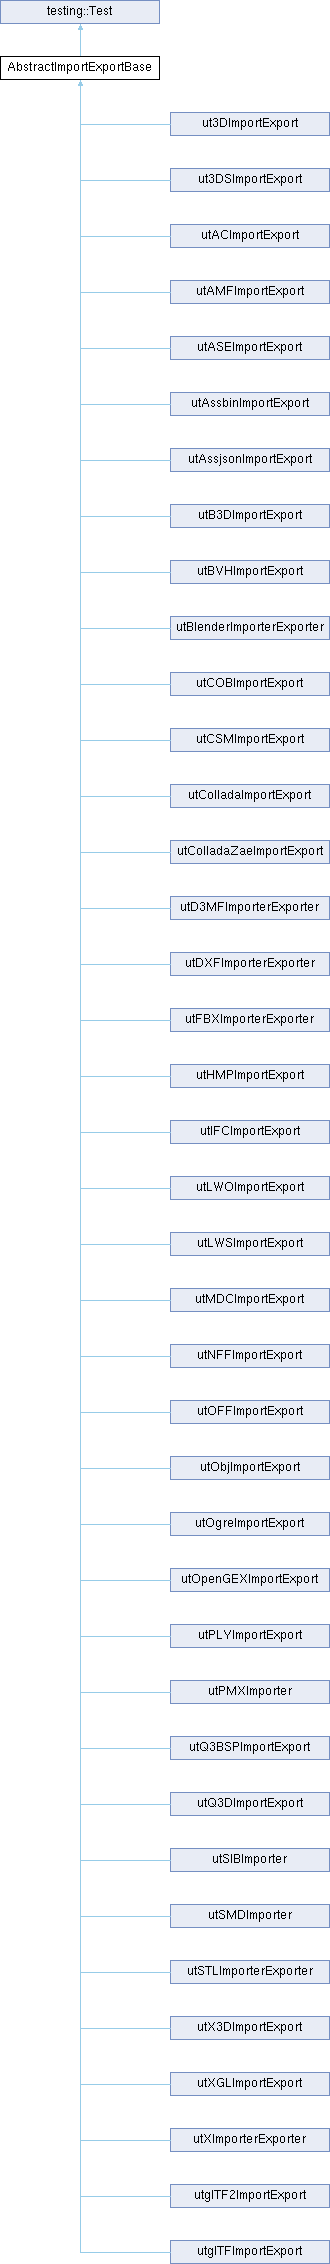 testing::Test
AbstractImportExportBase
ut3DImportExport
ut3DSImportExport
utACImportExport
utAMFImportExport
utASEImportExport
utAssbinImportExport
utAssjsonImportExport
utB3DImportExport
utBVHImportExport
utBlenderImporterExporter
utCOBImportExport
utCSMImportExport
utColladaImportExport
utColladaZaeImportExport
utD3MFImporterExporter
utDXFImporterExporter
utFBXImporterExporter
utHMPImportExport
utIFCImportExport
utLWOImportExport
utLWSImportExport
utMDCImportExport
utNFFImportExport
utOFFImportExport
utObjImportExport
utOgreImportExport
utOpenGEXImportExport
utPLYImportExport
utPMXImporter
utQ3BSPImportExport
utQ3DImportExport
utSIBImporter
utSMDImporter
utSTLImporterExporter
utX3DImportExport
utXGLImportExport
utXImporterExporter
utglTF2ImportExport
utglTFImportExport